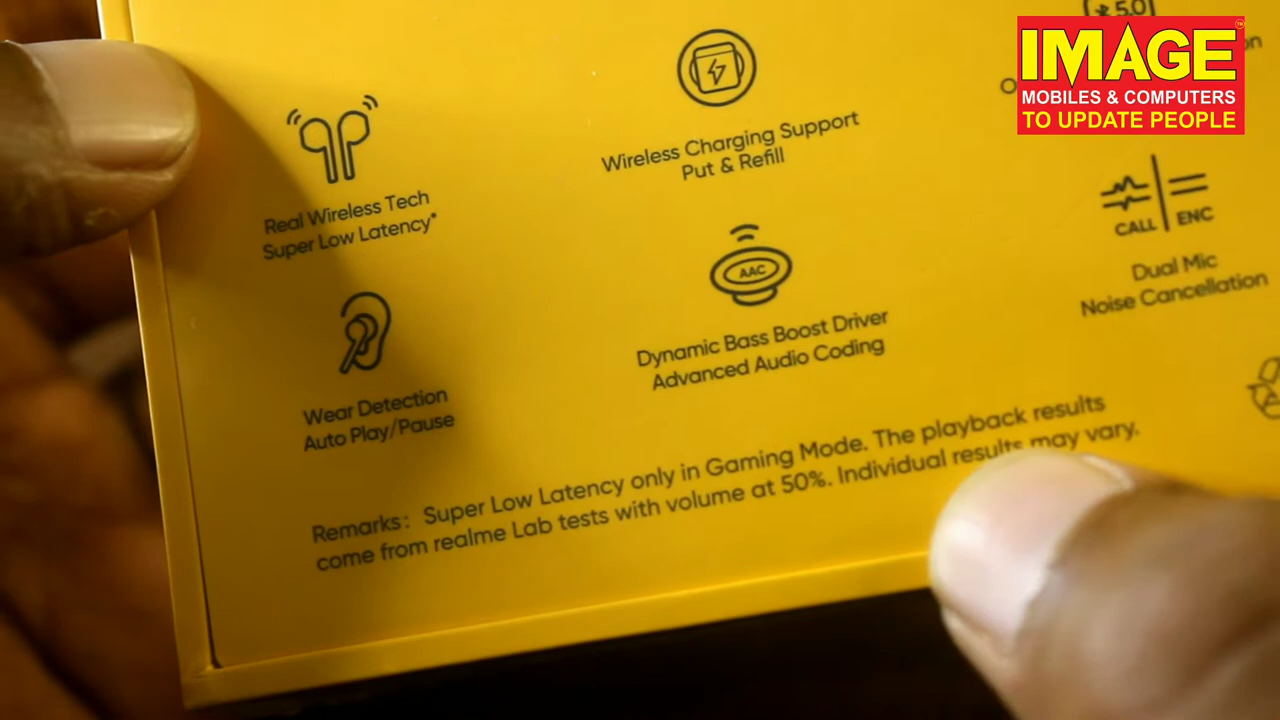 5.0
IMAGE
MOBILES & COMPUTERS
TO UPDATE PEOPLE
Real Wireless Tech
Super Low Latency*
Wireless Charging Support
Put & Refill
CALL ENC
Dual Mic
Noise Cancellation
Wear Detection
Auto Play/Pause
AAC
Dynamic Bass Boost Driver
Advanced Audio Coding
Remarks: Super Low Latency only in Gaming Mode. The playback results
come from realme Lab tests with volume at 50%. Individual results may vary.